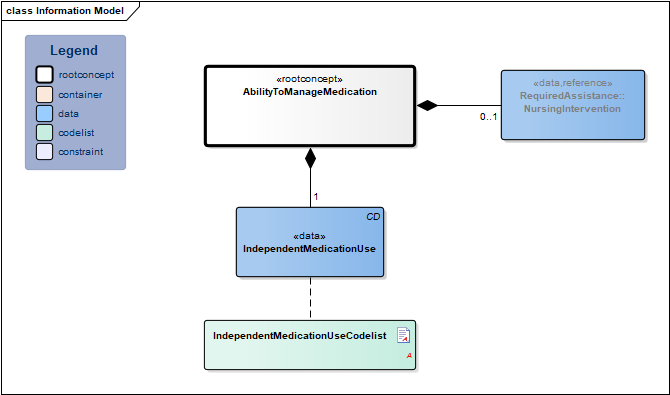 class Information Model
Legend
rootconcept
container
data
codelist
constraint
«rootconcept»
AbilityToManageMedication
«data,reference»
RequiredAssistance::
NursingIntervention
0..1
1
CD
«data»
IndependentMedicationUse
IndependentMedicationUseCodelist
A